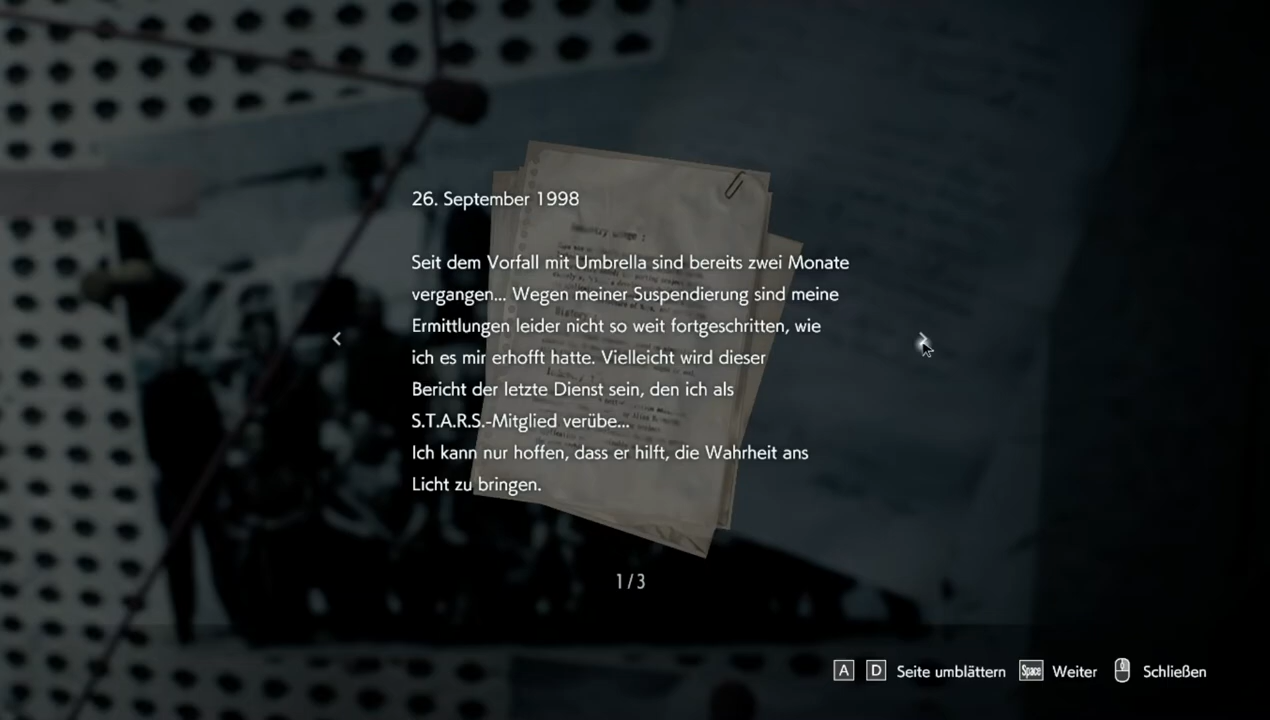 26. September 1998
Seit dem Vorfall mit Umbrella sind bereits zwei Monate
vergangen... Wegen meiner Suspendierung sind meine
Ermittlungen leider nicht so weit fortgeschritten, wie
ich es mir erhofft hatte. Vielleicht wird dieser
Bericht der letzte Dienst sein, den ich als
S.T.A.R.S.-Mitglied verübe...
Ich kann nur hoffen, dass er hilft, die Wahrheit ans
Licht zu bringen.
1/3
A D Seite umblättern Space Weiter Schließen